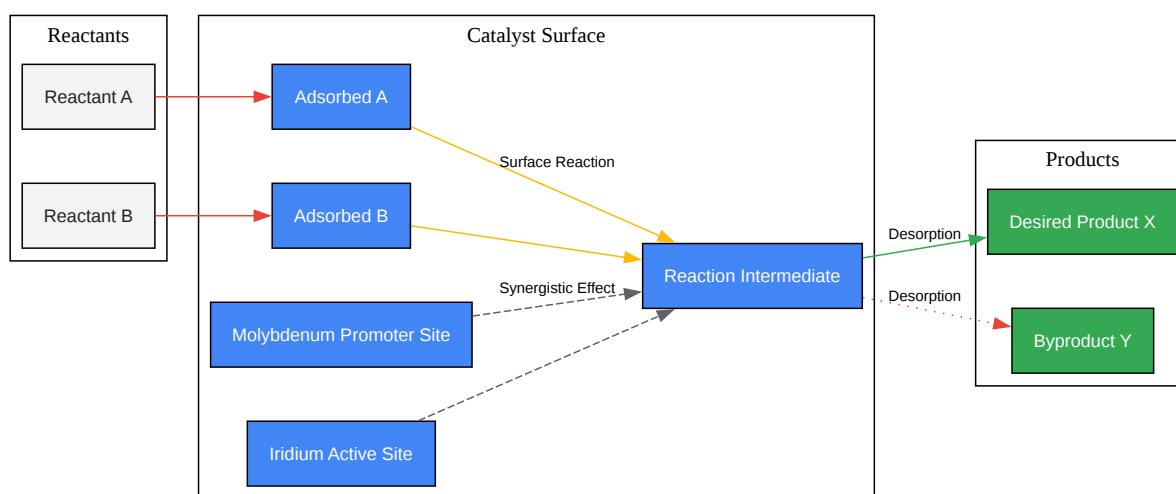 Reactants
Reactant A
Reactant B
Catalyst Surface
Adsorbed A
Surface Reaction
Adsorbed B
Synergistic Effect
Molybdenum Promoter Site
Iridium Active Site
Reaction Intermediate
Desorption
Desorption
Products
Desired Product X
Byproduct Y